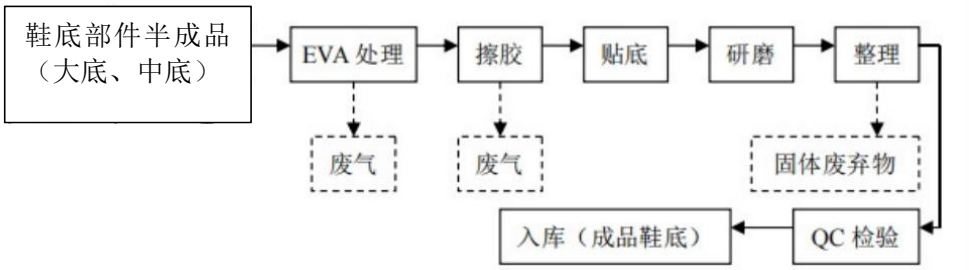 鞋底部件半成品
（大底、中底）
EVA 处理
擦胶
贴底
研磨
整理
废气
废气
固体废弃物
入库（成品鞋底）
QC 检验